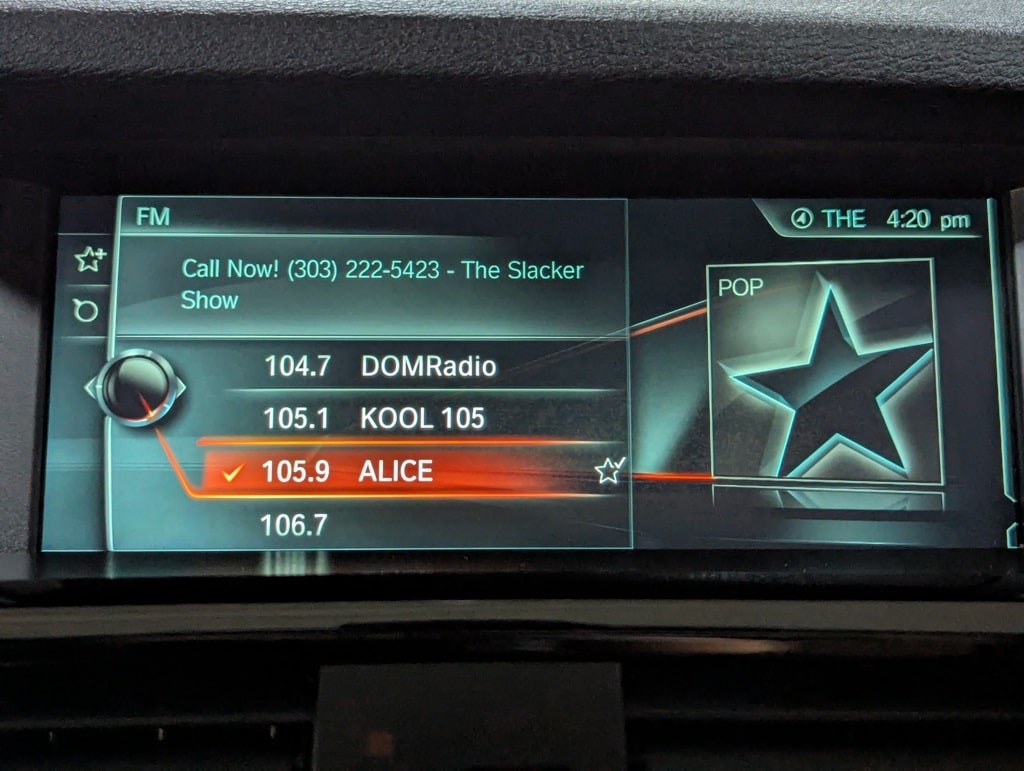 FM
THE 4:20 pm
Call Now! (303) 222-5423 - The Slacker
Show
POP
104.7 DOMRadio
105.1 KOOL 105
105.9 ALICE
106.7